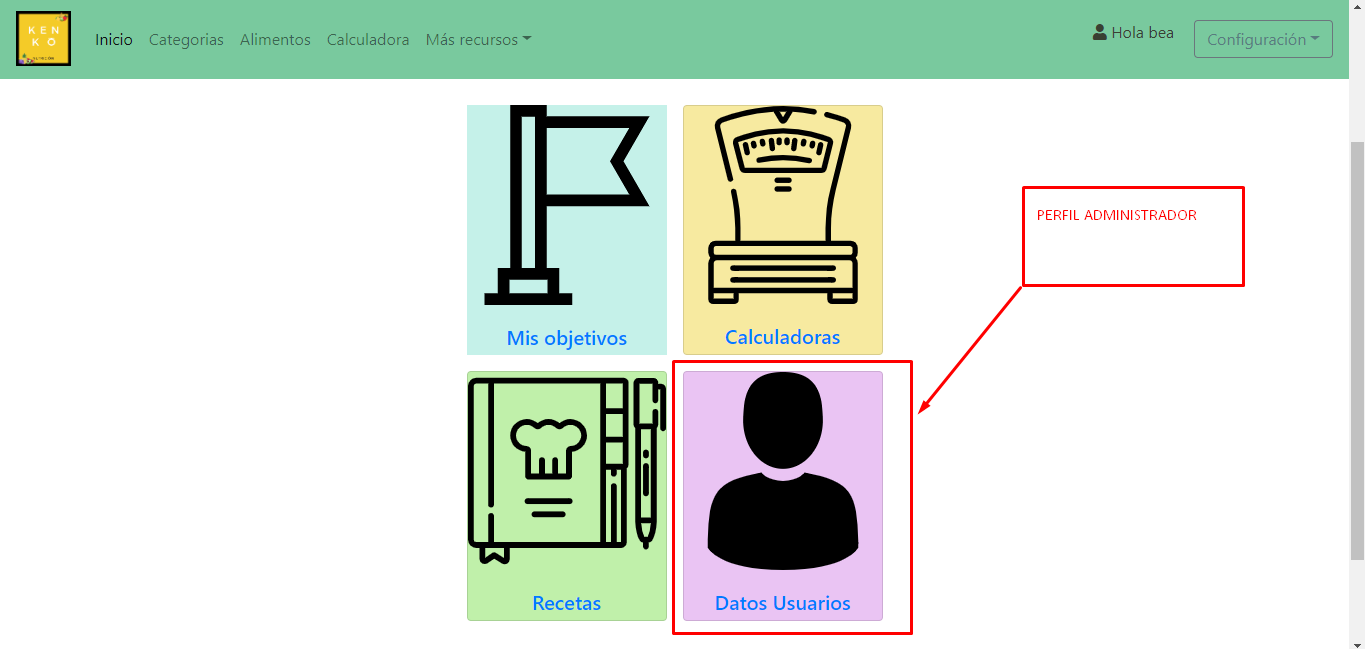 KEN
KO
Inicio
Categorias
Alimentos
Calculadora
Más recursos
Hola bea
Configuración
PERFIL ADMINISTRADOR
Mis objetivos
Calculadoras
Recetas
Datos Usuarios